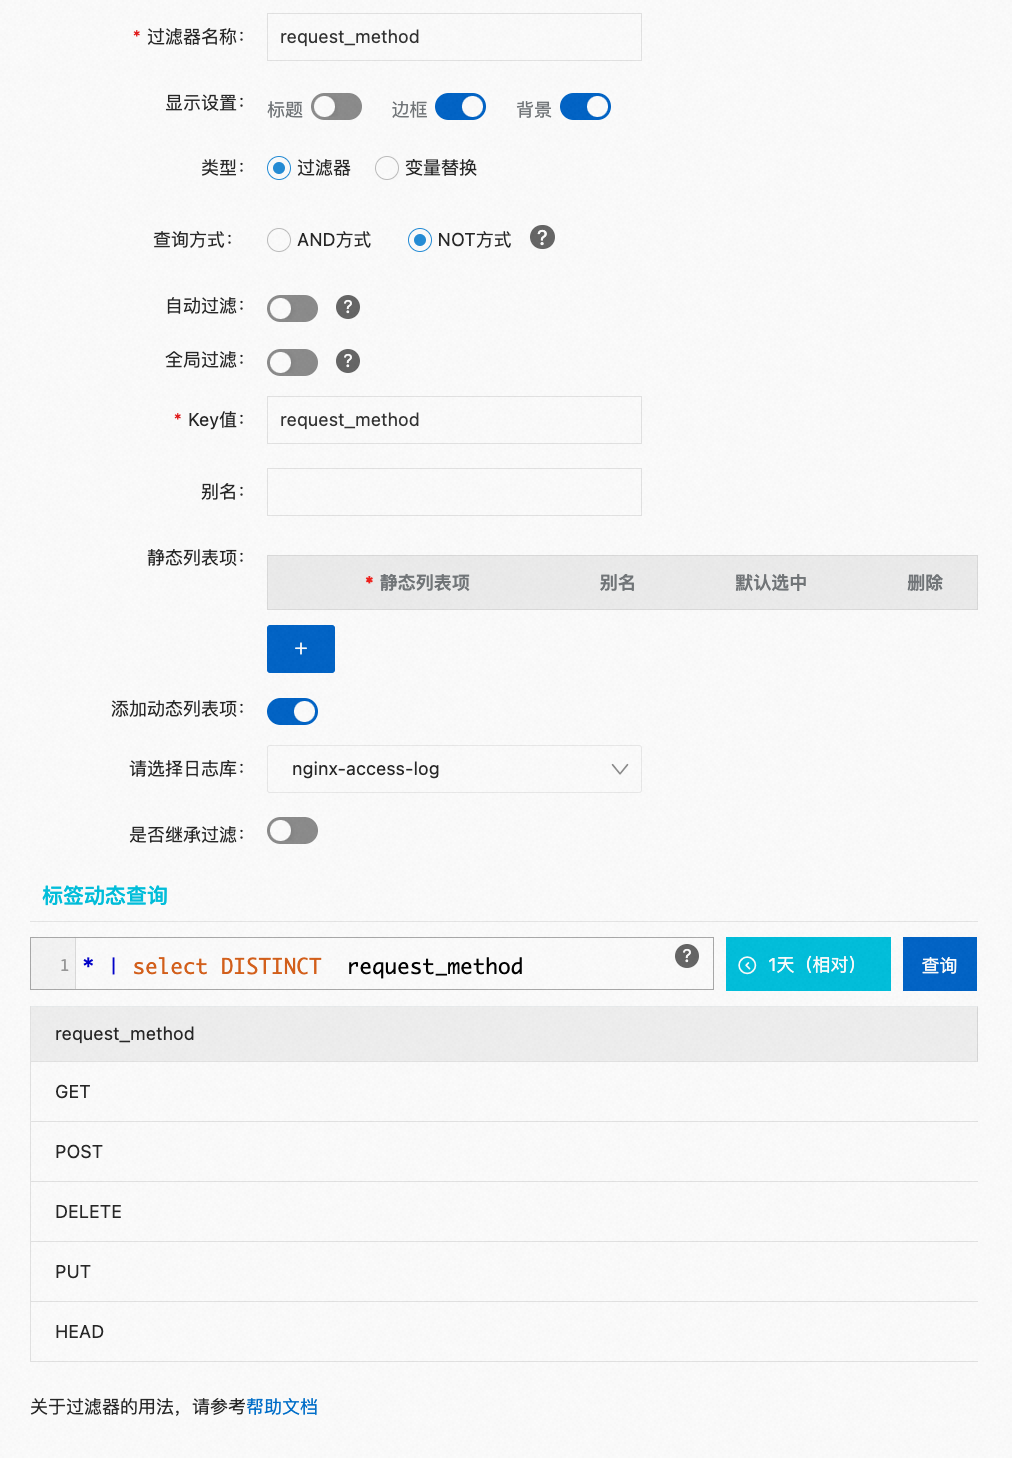 * 过滤器名称： request_method
显示设置： 标题 边框 背景
类型： 过滤器 变量替换
查询方式： AND方式 NOT方式 ?
自动过滤： ?
全局过滤： ?
* Key值： request_method
别名：
静态列表项：
* 静态列表项 别名 默认选中 删除
+
添加动态列表项：
请选择日志库： nginx-access-log
是否继承过滤：
标签动态查询
1 * | select DISTINCT  request_method ? 1天（相对） 查询
request_method
GET
POST
DELETE
PUT
HEAD
关于过滤器的用法，请参考帮助文档